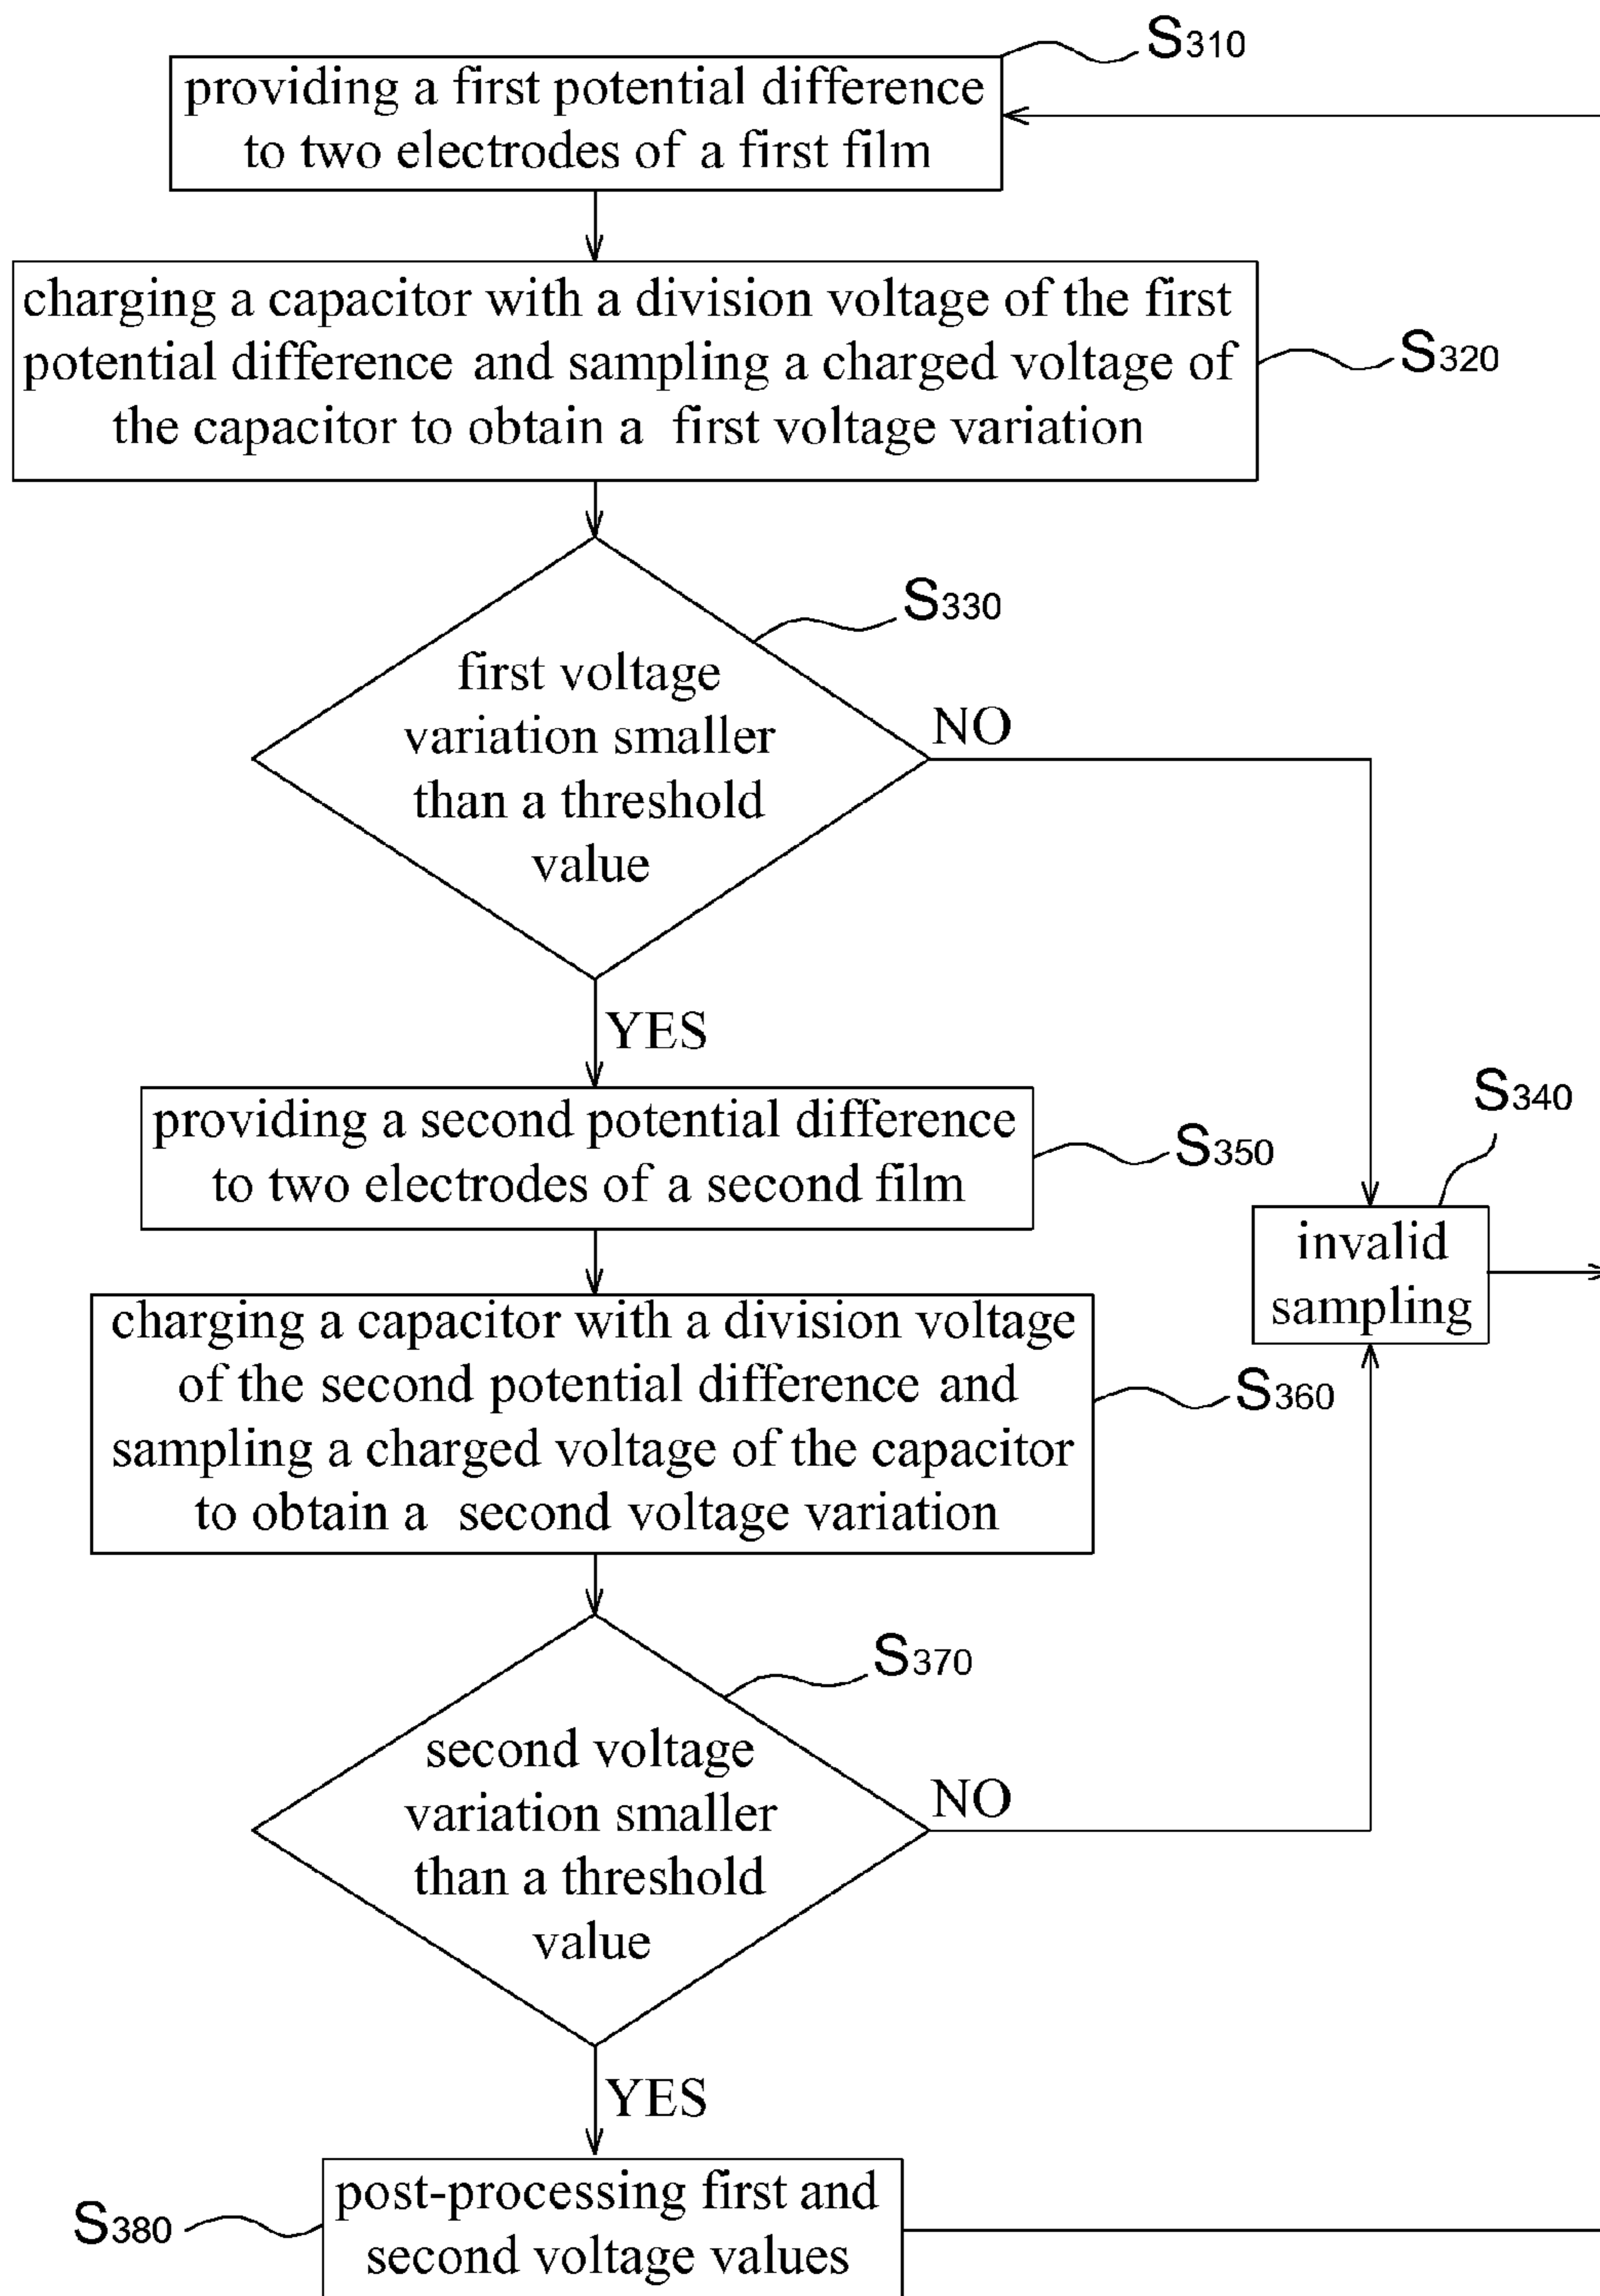 S310
providing a first potential difference
to two electrodes of a first film
charging a capacitor with a division voltage of the first
potential difference and sampling a charged voltage of
the capacitor to obtain a first voltage variation
S320
S330
first voltage
variation smaller
than a threshold
value
NO
YES
S340
providing a second potential difference
to two electrodes of a second film
S350
invalid
sampling
charging a capacitor with a division voltage
of the second potential difference and
sampling a charged voltage of the capacitor
to obtain a second voltage variation
S360
S370
second voltage
variation smaller
than a threshold
value
NO
YES
S380
post-processing first and
second voltage values